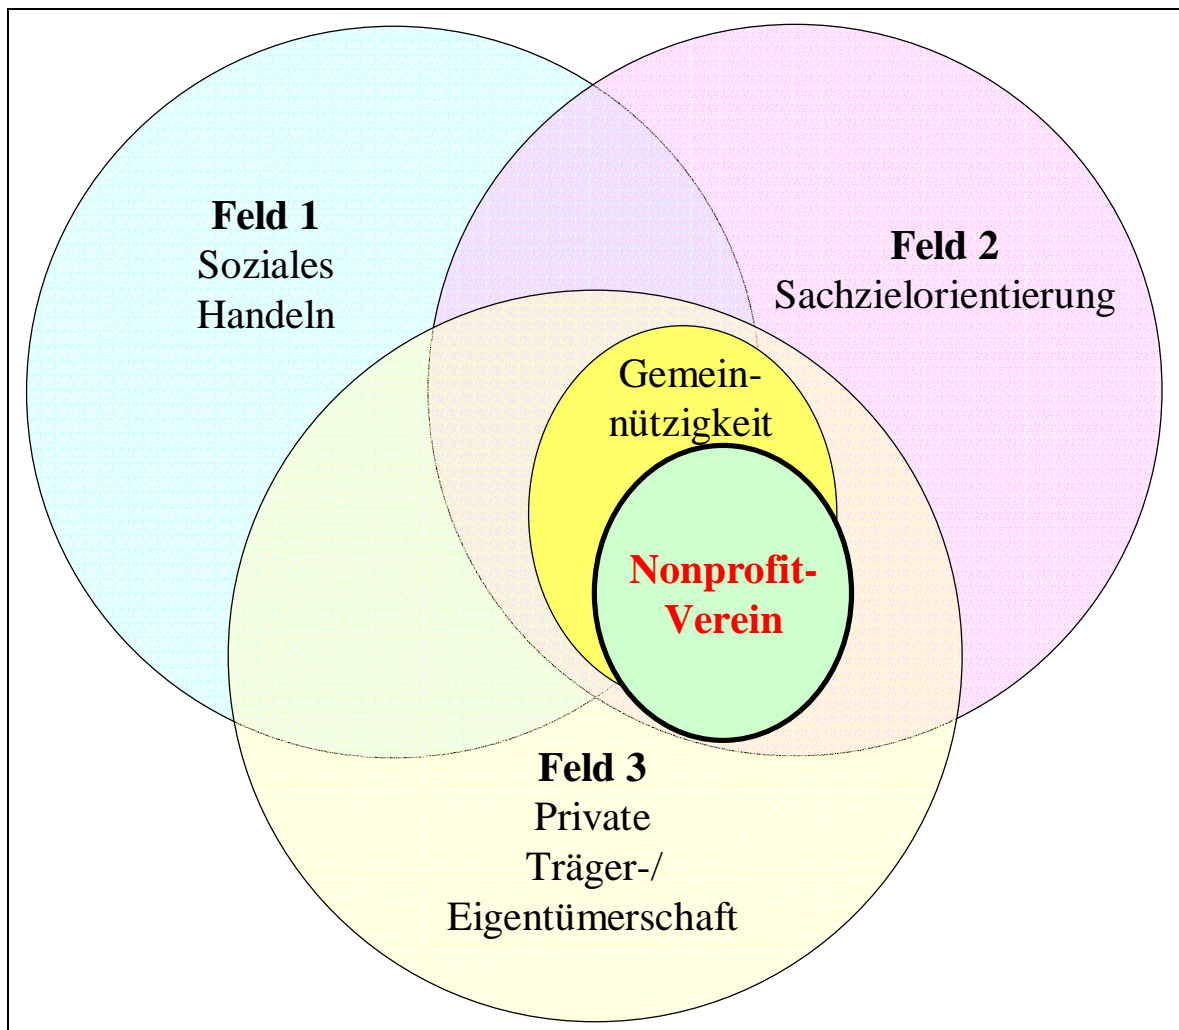 Feld 1
Soziales
Handeln
Feld 2
Sachzielorientierung
Gemein-
nützigkeit
Nonprofit-
Verein
Feld 3
Private
Träger-/
Eigentümerschaft